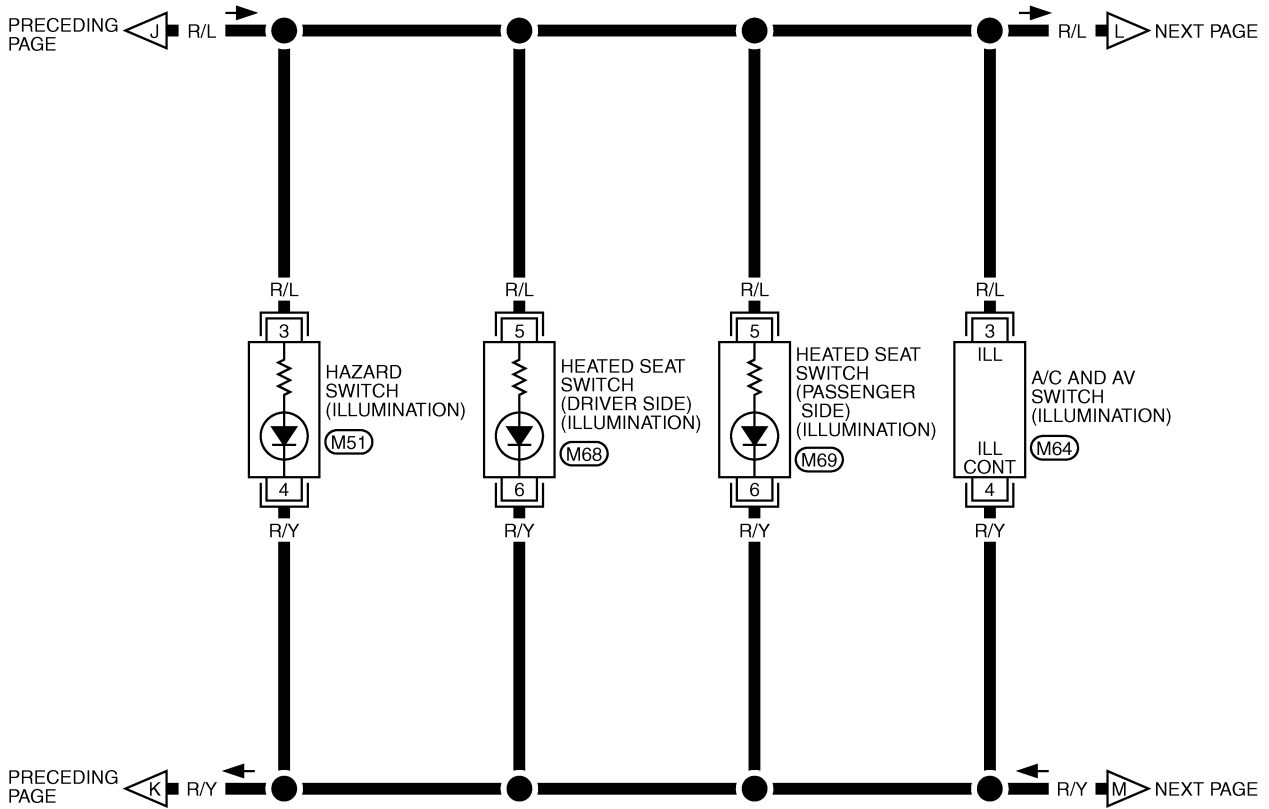 PRECEDING
PAGE
J
R/L
R/L
L
NEXT PAGE
R/L
R/L
R/L
R/L
3
5
5
3
HAZARD
SWITCH
(ILLUMINATION)
M51
HEATED SEAT
SWITCH
(DRIVER SIDE)
(ILLUMINATION)
M68
HEATED SEAT
SWITCH
(PASSENGER
SIDE)
(ILLUMINATION)
M69
ILL
ILL
CONT
A/C AND AV
SWITCH
(ILLUMINATION)
M64
4
6
6
4
R/Y
R/Y
R/Y
R/Y
PRECEDING
PAGE
K
R/Y
R/Y
M
NEXT PAGE